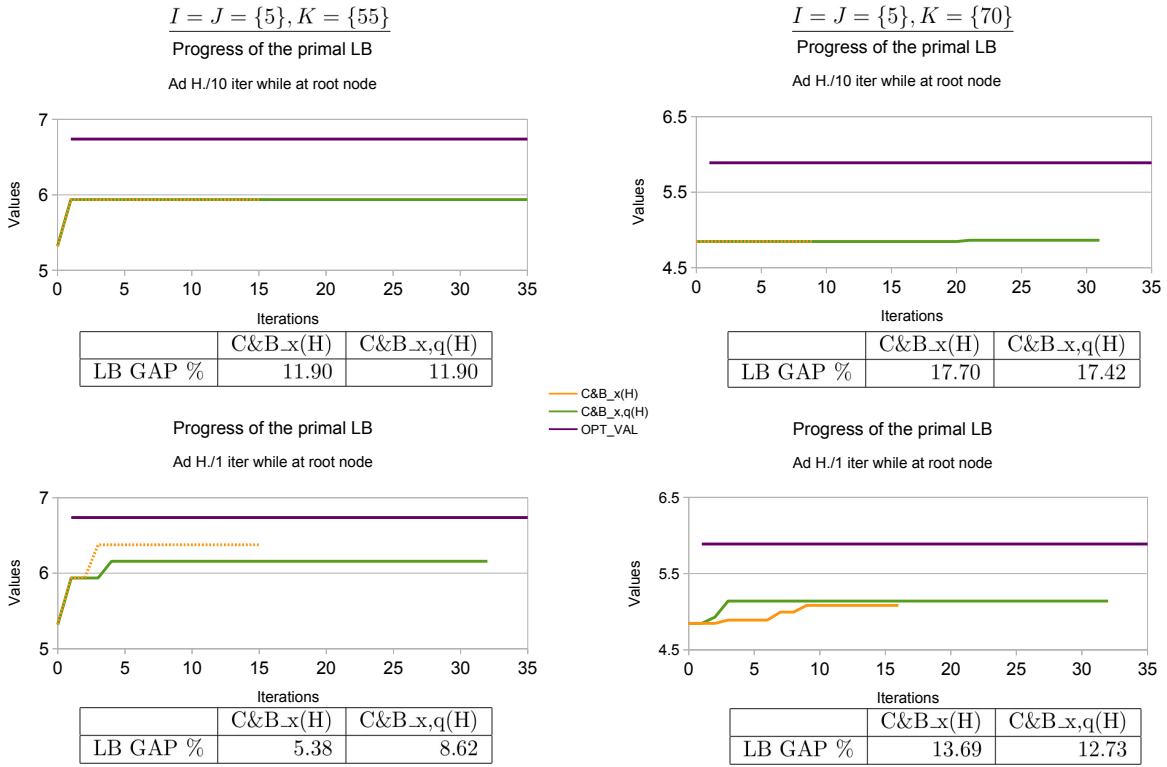 I = J = {5}, K = {55}
Progress of the primal LB
Ad H./10 iter while at root node
7
6
5
Values
0 5 10 15 20 25 30 35
Iterations
C&B_x(H) C&B_x,q(H)
LB GAP % 11.90 11.90
I = J = {5}, K = {70}
Progress of the primal LB
Ad H./10 iter while at root node
6.5
5.5
4.5
Values
0 5 10 15 20 25 30 35
Iterations
C&B_x(H) C&B_x,q(H)
LB GAP % 17.70 17.42
C&B_x(H)
C&B_x,q(H)
OPT_VAL
Progress of the primal LB
Ad H./1 iter while at root node
7
6
5
Values
0 5 10 15 20 25 30 35
Iterations
C&B_x(H) C&B_x,q(H)
LB GAP % 5.38 8.62
Progress of the primal LB
Ad H./1 iter while at root node
6.5
5.5
4.5
Values
0 5 10 15 20 25 30 35
Iterations
C&B_x(H) C&B_x,q(H)
LB GAP % 13.69 12.73